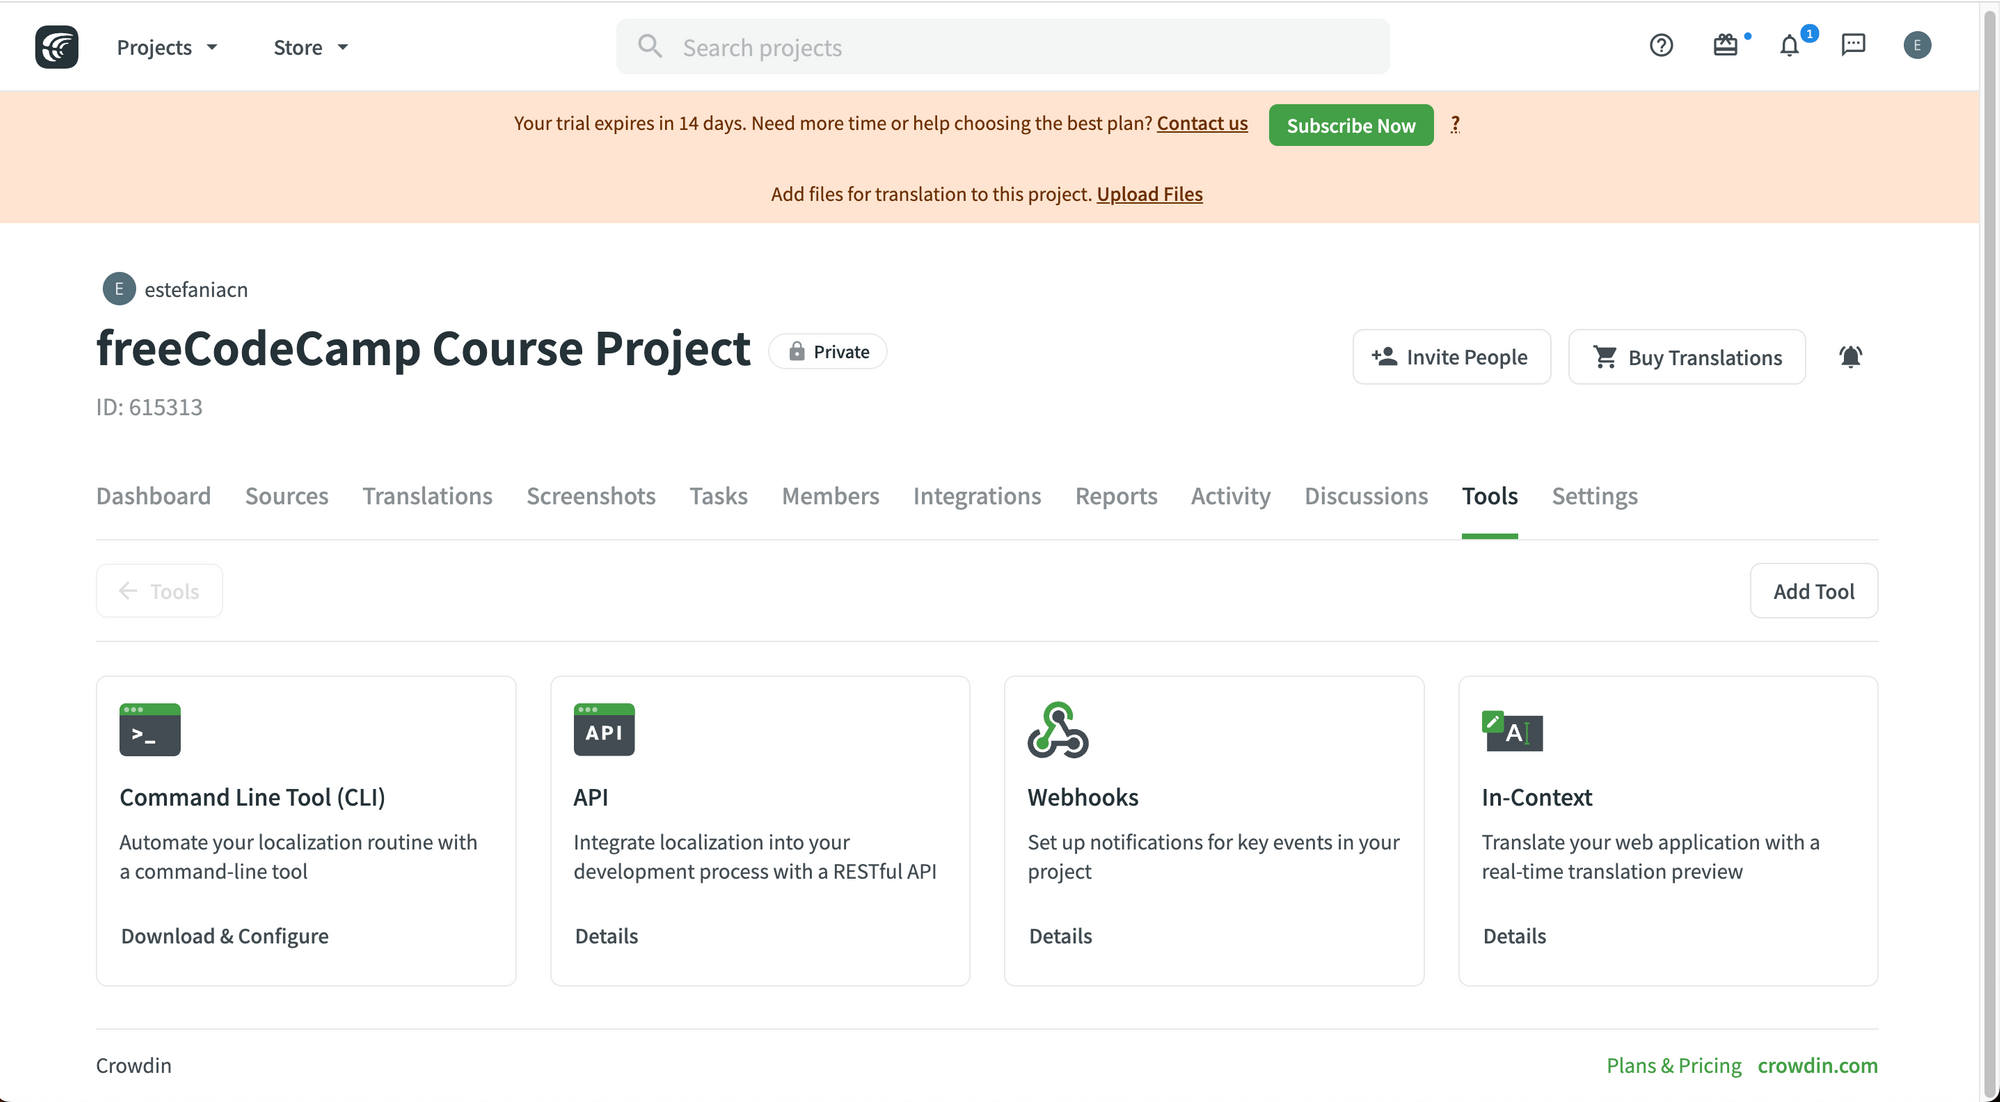 Projects Store Search projects 1 E
Your trial expires in 14 days. Need more time or help choosing the best plan? Contact us Subscribe Now ?
Add files for translation to this project. Upload Files
E estefaniacn
freeCodeCamp Course Project Private Invite People Buy Translations
ID: 615313
Dashboard Sources Translations Screenshots Tasks Members Integrations Reports Activity Discussions Tools Settings
Tools Add Tool
>_
Command Line Tool (CLI)
Automate your localization routine with
a command-line tool
Download & Configure
API
API
Integrate localization into your
development process with a RESTful API
Details
Webhooks
Set up notifications for key events in your
project
Details
A
In-Context
Translate your web application with a
real-time translation preview
Details
Crowdin Plans & Pricing crowdin.com